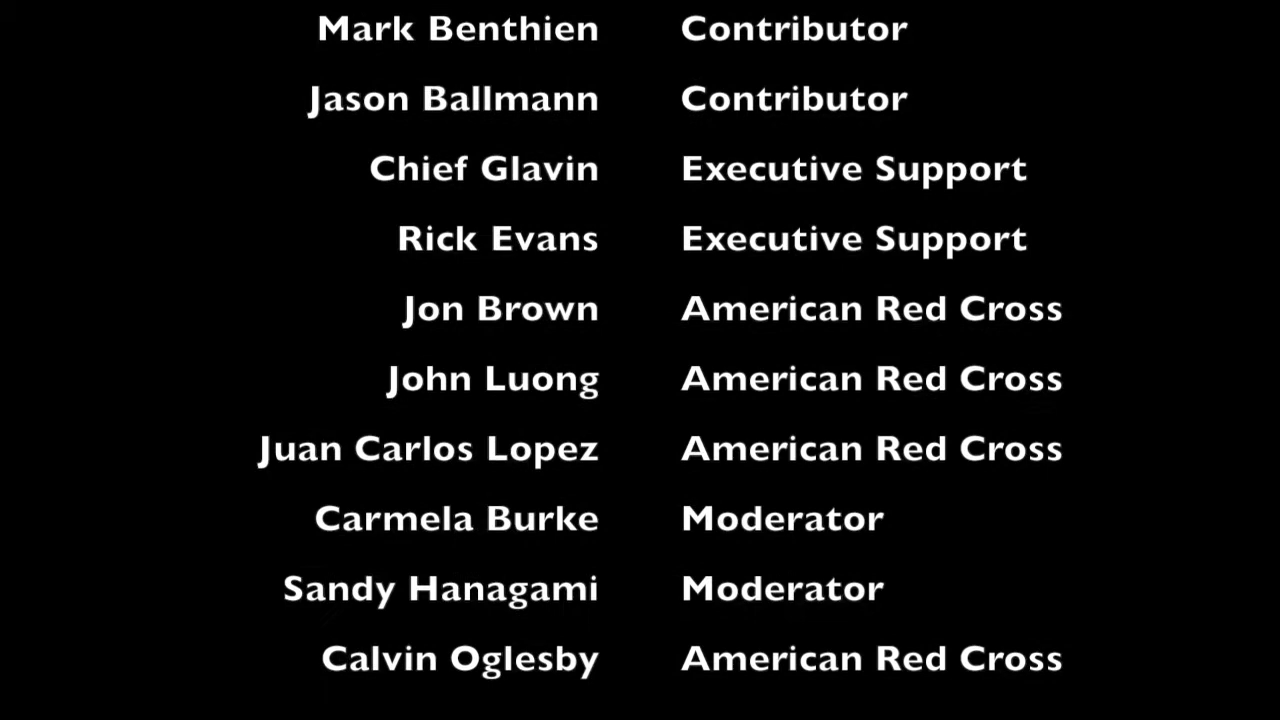 Mark Benthien Contributor
Jason Ballmann Contributor
Chief Glavin Executive Support
Rick Evans Executive Support
Jon Brown American Red Cross
John Luong American Red Cross
Juan Carlos Lopez American Red Cross
Carmela Burke Moderator
Sandy Hanagami Moderator
Calvin Oglesby American Red Cross